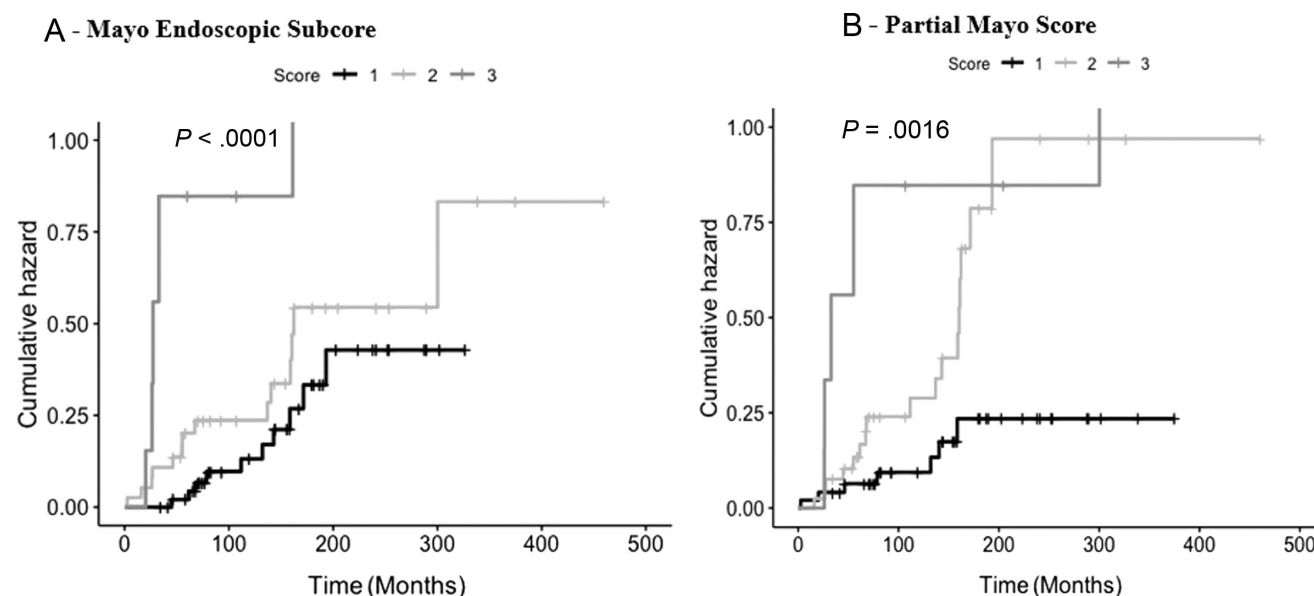 A - Mayo Endoscopic Subcore
Score 1 2 3
P < .0001
Cumulative hazard
1.00
0.75
0.50
0.25
0.00
0 100 200 300 400 500
Time (Months)
B - Partial Mayo Score
Score 1 2 3
P = .0016
Cumulative hazard
1.00
0.75
0.50
0.25
0.00
0 100 200 300 400 500
Time (Months)